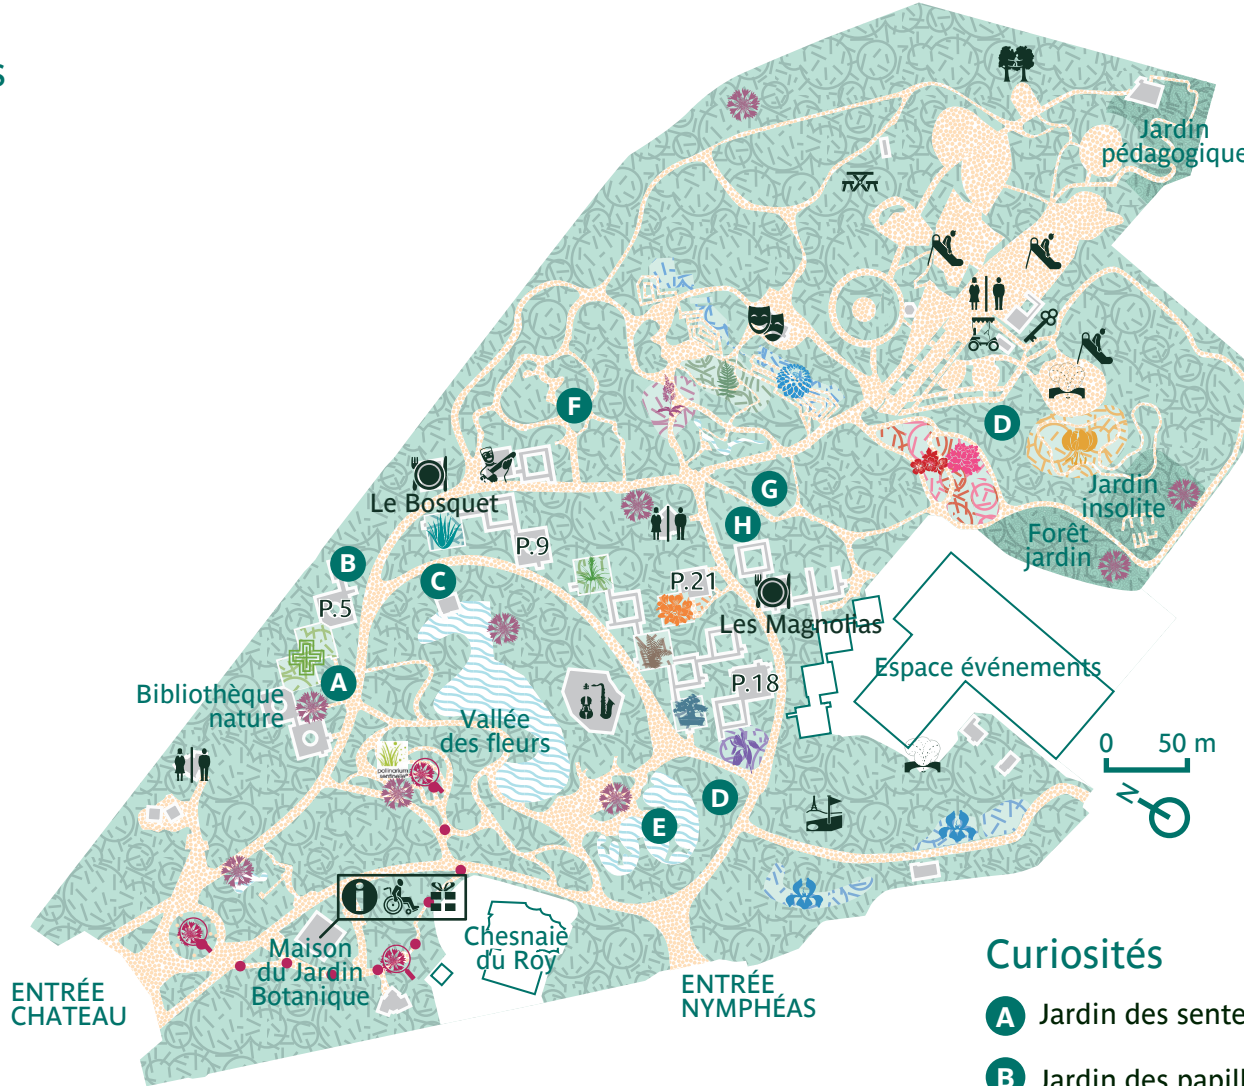 s
Jardin
pédagogique
F
D
G
H
Le Bosquet
Jardin
insolite
Forêt
jardin
P.9
B
C
P.21
P.5
Les Magnolias
Espace événements
A
P.18
Bibliothèque
nature
Vallée
des fleurs
pollinarium
sentinelle
0 50 m
N
D
E
Maison
du Jardin
Botanique
i
Chesnaie
du Roy
ENTRÉE
CHATEAU
ENTRÉE
NYMPHÉAS
Curiosités
A Jardin des sente
B Jardin des papill